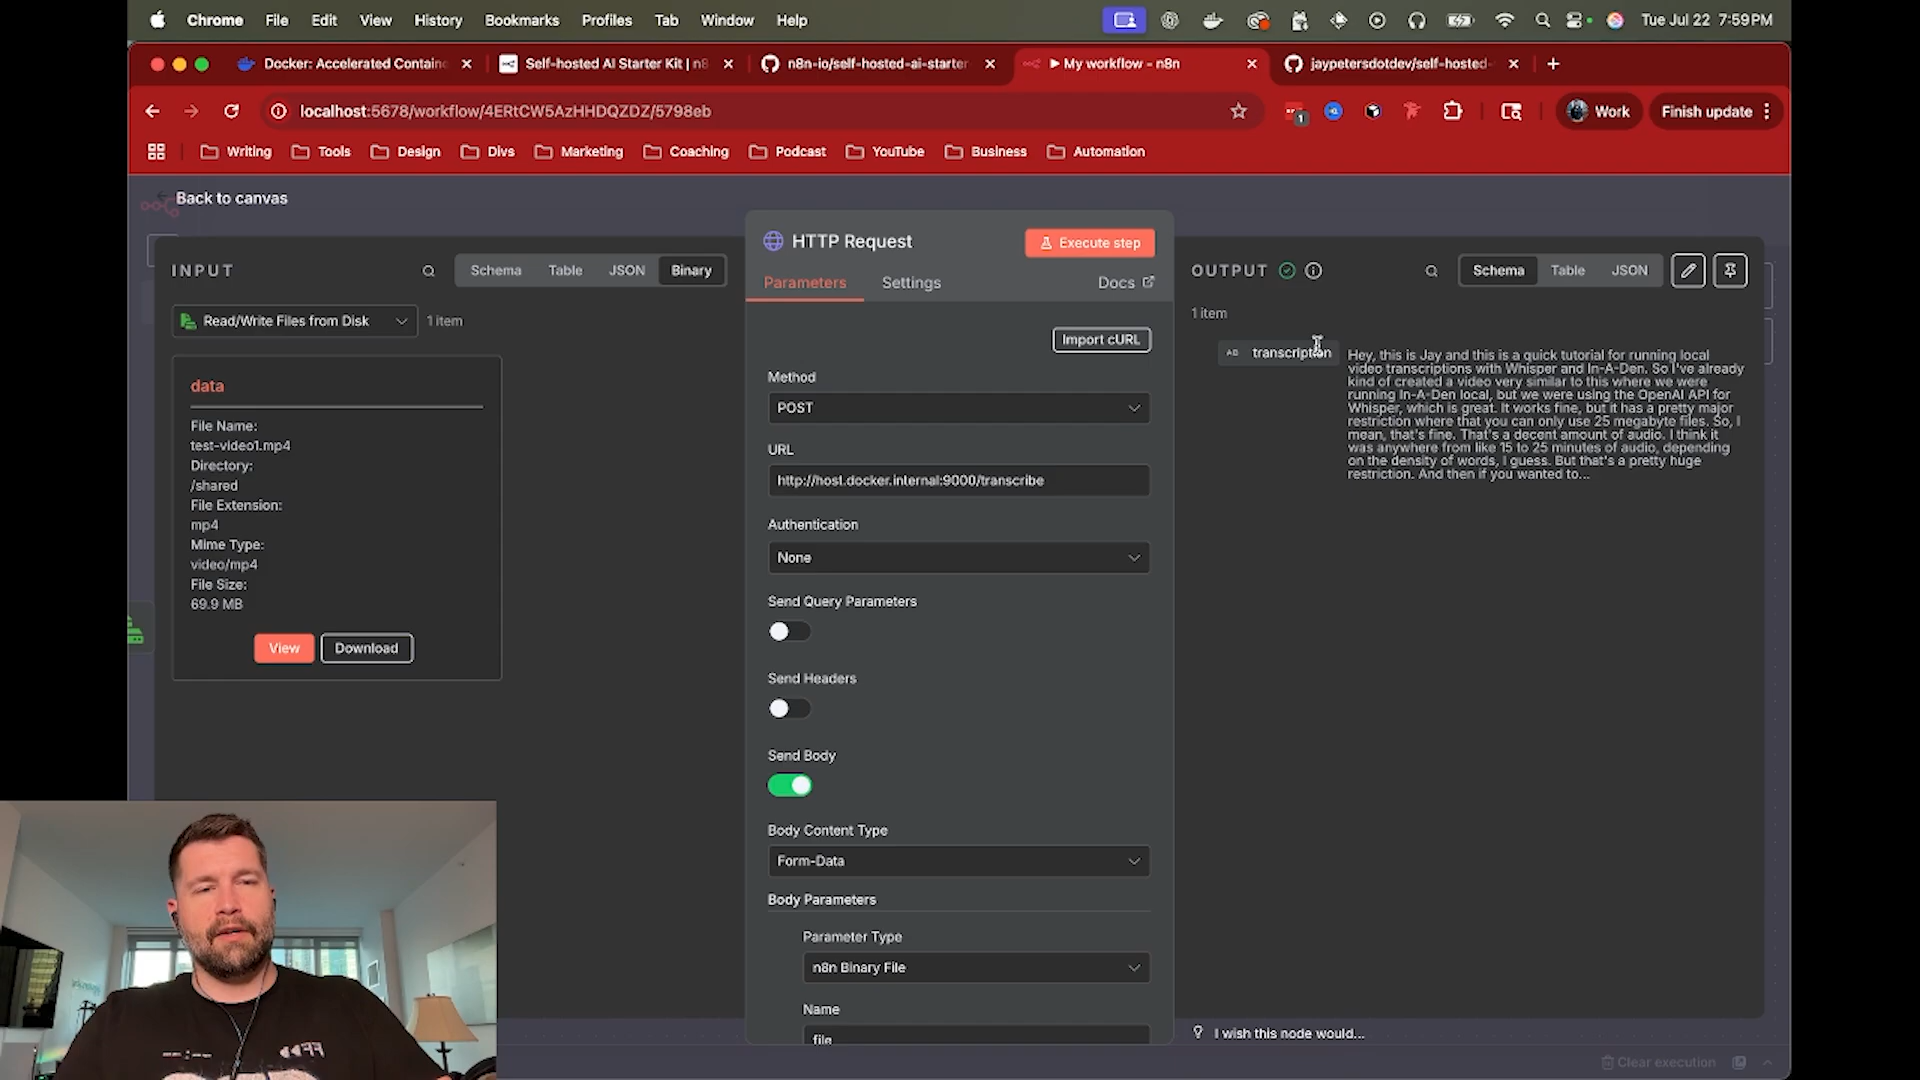 Chrome File Edit View History Bookmarks Profiles Tab Window Help Tue Jul 22 7:59 PM
Docker: Accelerated Contain
Self-hosted AI Starter Kit | n8
n8n-io/self-hosted-ai-starter
My workflow - n8n
jaypetersdotdev/self-hosted-
localhost:5678/workflow/4ERtCW5AzHHDQZDZ/5798eb
1
Work
Finish update
Writing Tools Design Divs Marketing Coaching Podcast YouTube Business Automation
Back to canvas
INPUT
Schema Table JSON Binary
Read/Write Files from Disk
1 item
data
File Name:
test-video1.mp4
Directory:
/shared
File Extension:
mp4
Mime Type:
video/mp4
File Size:
69.9 MB
View
Download
HTTP Request
Execute step
Parameters Settings Docs
Import cURL
Method
POST
URL
http://host.docker.internal:9000/transcribe
Authentication
None
Send Query Parameters
Send Headers
Send Body
Body Content Type
Form-Data
Body Parameters
Parameter Type
n8n Binary File
Name
file
OUTPUT
Schema Table JSON
1 item
AB transcription
Hey, this is Jay and this is a quick tutorial for running local
video transcriptions with Whisper and In-A-Den. So I've already
kind of created a video very similar to this where we were
running In-A-Den local, but we were using the OpenAI API for
Whisper, which is great. It works fine, but it has a pretty major
restriction where that you can only use 25 megabyte files. So, I
mean, that's fine. That's a decent amount of audio. I think it
was anywhere from like 15 to 25 minutes of audio, depending
on the density of words, I guess. But that's a pretty huge
restriction. And then if you wanted to...
I wish this node would...
Clear execution